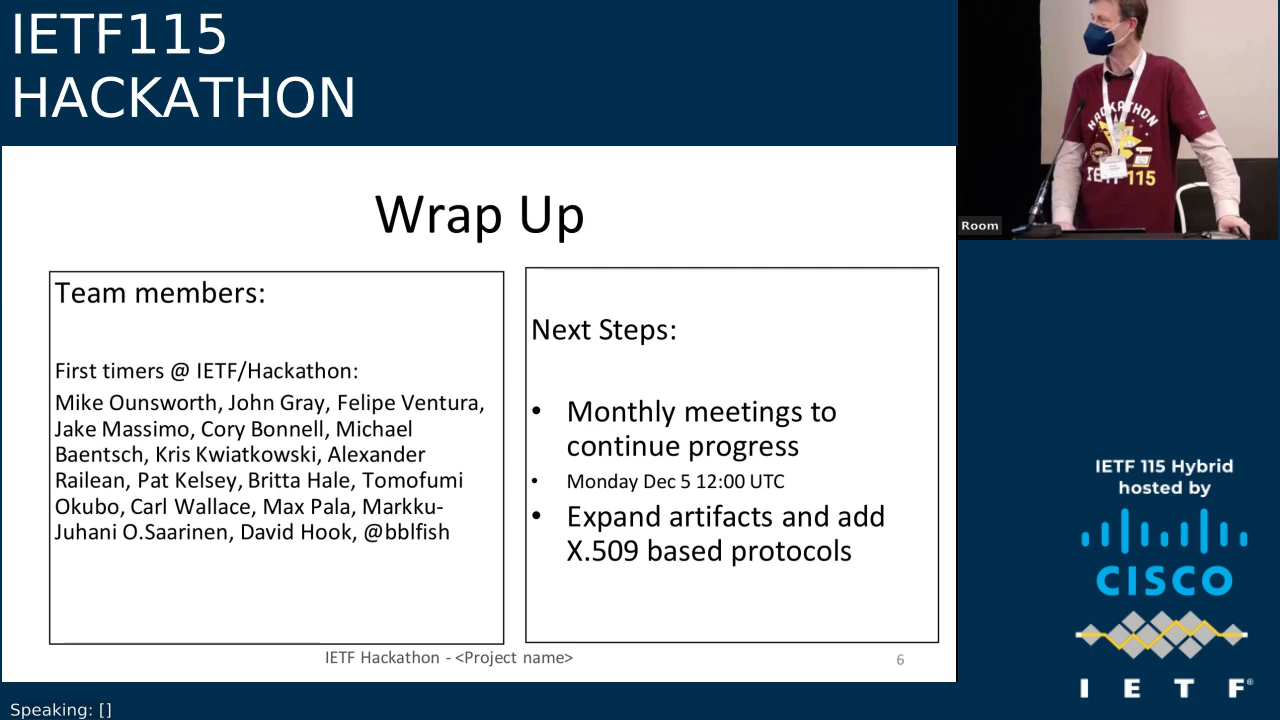 IETF115
HACKATHON
Wrap Up
Team members:
First timers @ IETF/Hackathon:
Mike Ounsworth, John Gray, Felipe Ventura,
Jake Massimo, Cory Bonnell, Michael
Baentsch, Kris Kwiatkowski, Alexander
Railean, Pat Kelsey, Britta Hale, Tomofumi
Okubo, Carl Wallace, Max Pala, Markku-
Juhani O.Saarinen, David Hook, @bblfish
Next Steps:
• Monthly meetings to
continue progress
• Monday Dec 5 12:00 UTC
• Expand artifacts and add
X.509 based protocols
IETF Hackathon - <Project name>
6
HACKATHON
IETF 115
Room
IETF 115 Hybrid
hosted by
CISCO
I E T F®
Speaking: []